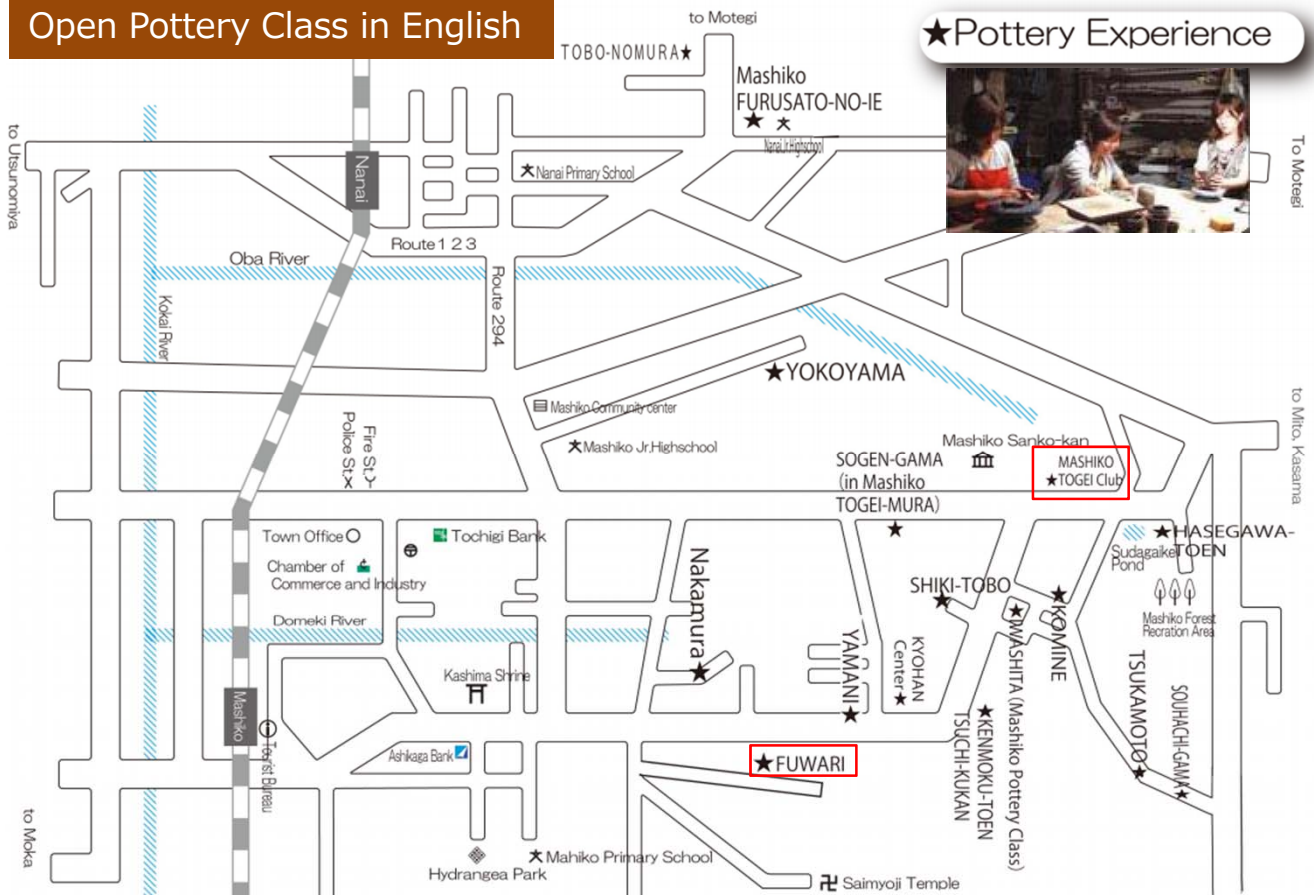 Open Pottery Class in English
to Motegi
★Pottery Experience
TOBO-NOMURA★
Mashiko
FURUSATO-NO-IE
★
Nanai Jr.Highschool
to Utsunomiya
To Motegi
Nanai
Nanai Primary School
Route 1 2 3
Oba River
Route 294
Kokai River
★YOKOYAMA
Mashiko Community center
to Mito, Kasama
Fire St.
Police St.
Mashiko Jr.Highschool
Mashiko Sanko-kan
SOGEN-GAMA
(in Mashiko
TOGEI-MURA)
★
MASHIKO
★TOGEI Club
Town Office
Tochigi Bank
Chamber of
Commerce and Industry
★HASEGAWA-
TOEN
Sudagaike
Pond
Nakamura
★
SHIKI-TOBO
★
★KOMINE
Mashiko Forest
Recration Area
Domeki River
★IWASHITA (Mashiko Pottery Class)
Kashima Shrine
YAMANI
★
KYOHAN
Center★
TSUKAMOTO
★
SOUHACHI-GAMA
★
Mashiko
Tourist Bureau
★KENMOKU-TOEN
TSUCHI-KUKAN
Ashikaga Bank
★FUWARI
to Moka
Mahiko Primary School
Hydrangea Park
卍 Saimyoji Temple